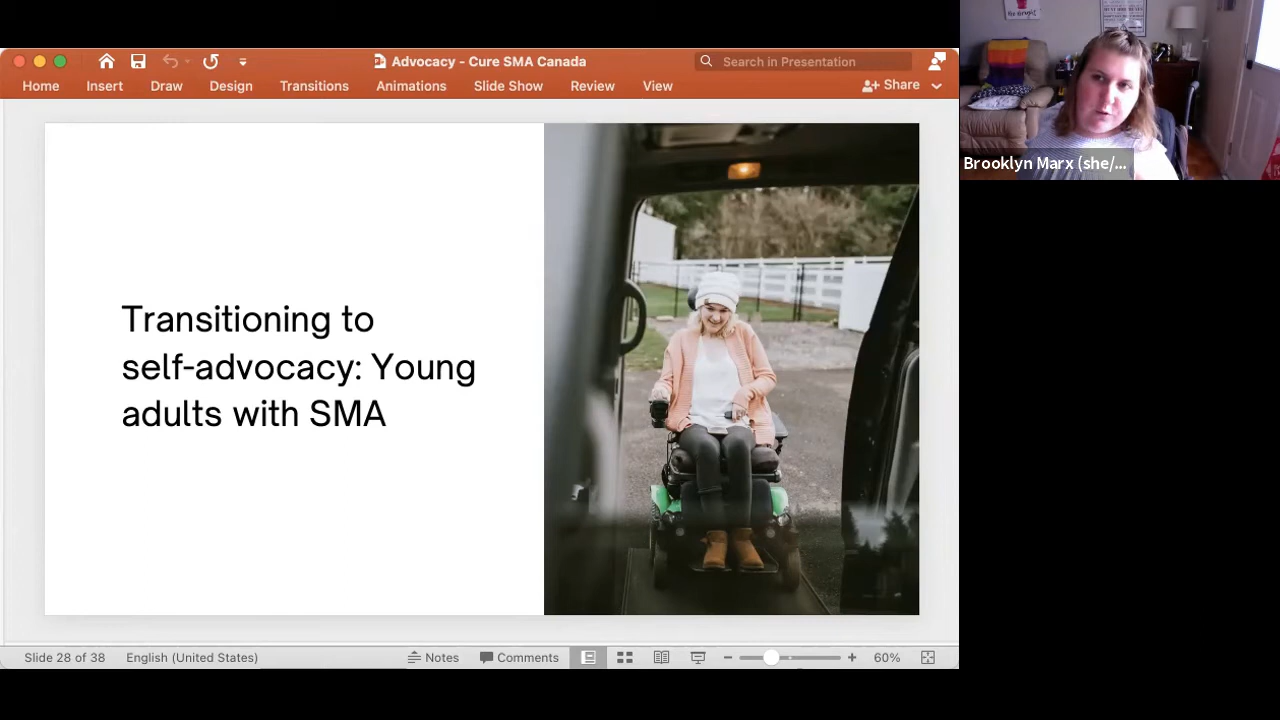 Advocacy - Cure SMA Canada
Search in Presentation
Home Insert Draw Design Transitions Animations Slide Show Review View Share
Transitioning to
self-advocacy: Young
adults with SMA
Slide 28 of 38 English (United States) Notes Comments 60%
Brooklyn Marx (she/...